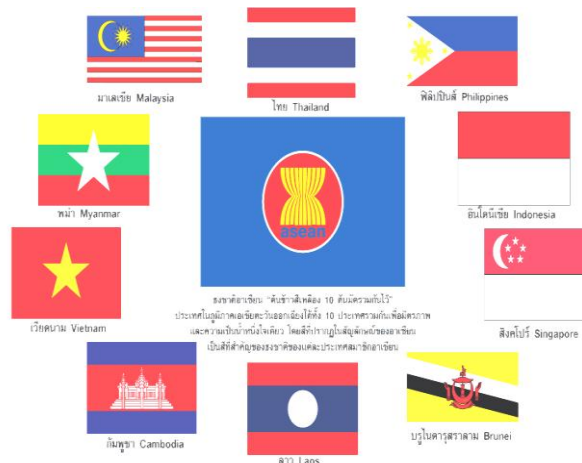 มาเลเซีย Malaysia
ไทย Thailand
ฟิลิปปินส์ Philippines
พม่า Myanmar
อินโดนีเซีย Indonesia
asean
เวียดนาม Vietnam
สิงคโปร์ Singapore
ธงชาติอาเซียน "ต้นข้าวสีเหลือง 10 ต้นมัดรวมกันไว้"
ประเทศในภูมิภาคเอเชียตะวันออกเฉียงใต้ทั้ง 10 ประเทศรวมกันเพื่อมิตรภาพ
และความเป็นน้ำหนึ่งใจเดียว โดยสีที่ปรากฏในสัญลักษณ์ของอาเซียน
เป็นสีที่สำคัญของธงชาติของแต่ละประเทศสมาชิกอาเซียน
กัมพูชา Cambodia
ลาว Laos
บรูไนดารุสซาลาม Brunei